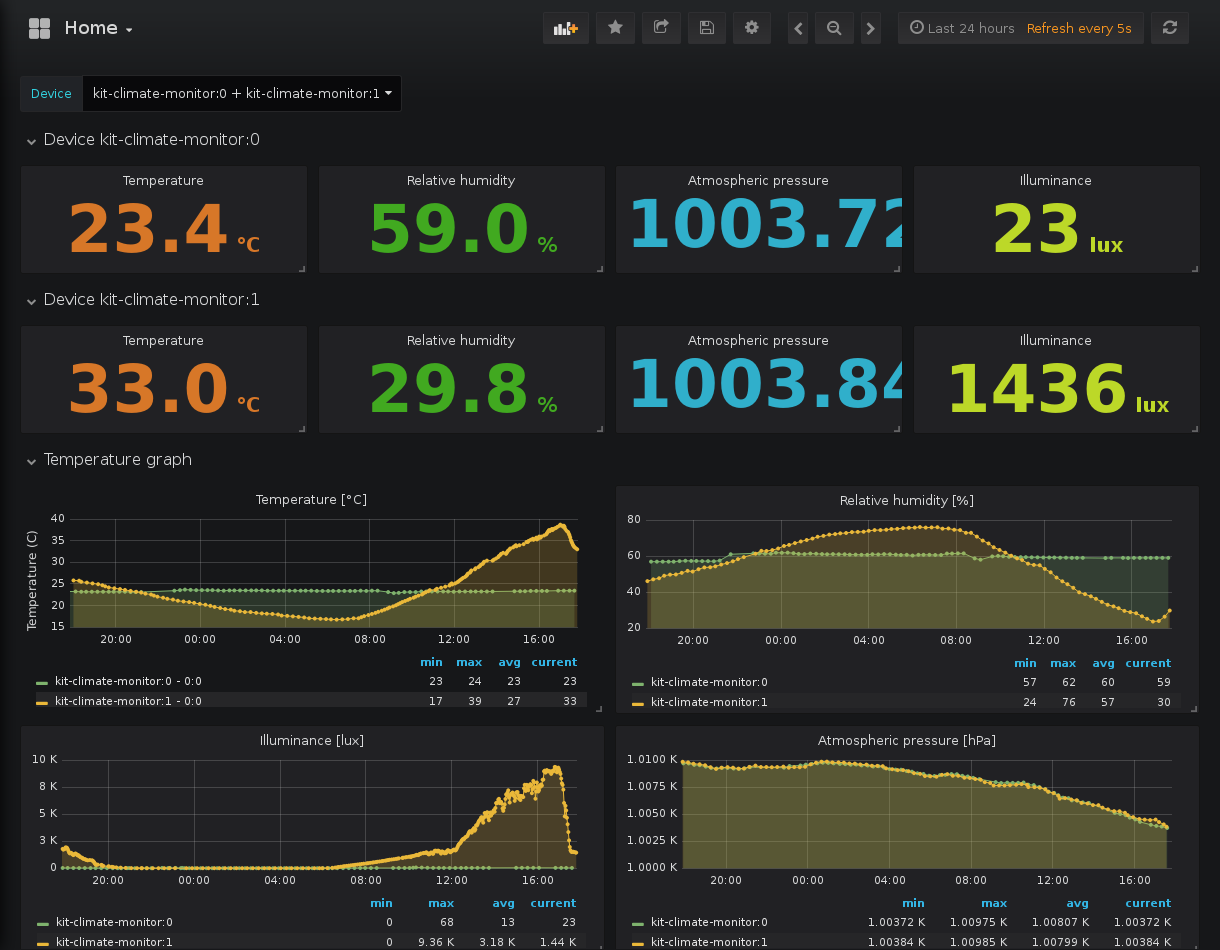 Home
Last 24 hours Refresh every 5s
Device kit-climate-monitor:0 + kit-climate-monitor:1
Device kit-climate-monitor:0
Temperature Relative humidity Atmospheric pressure Illuminance
23.4 °C 59.0 % 1003.72 23 lux
Device kit-climate-monitor:1
Temperature Relative humidity Atmospheric pressure Illuminance
33.0 °C 29.8 % 1003.84 1436 lux
Temperature graph
Temperature [°C]
Temperature (C)
40
35
30
25
20
15
20:00 00:00 04:00 08:00 12:00 16:00
min max avg current
kit-climate-monitor:0 - 0:0 23 24 23 23
kit-climate-monitor:1 - 0:0 17 39 27 33
Relative humidity [%]
80
60
40
20
20:00 00:00 04:00 08:00 12:00 16:00
min max avg current
kit-climate-monitor:0 57 62 60 59
kit-climate-monitor:1 24 76 57 30
Illuminance [lux]
10 K
8 K
5 K
3 K
0
20:00 00:00 04:00 08:00 12:00 16:00
min max avg current
kit-climate-monitor:0 0 68 13 23
kit-climate-monitor:1 0 9.36 K 3.18 K 1.44 K
Atmospheric pressure [hPa]
1.0100 K
1.0075 K
1.0050 K
1.0025 K
1.0000 K
20:00 00:00 04:00 08:00 12:00 16:00
min max avg current
kit-climate-monitor:0 1.00372 K 1.00975 K 1.00807 K 1.00372 K
kit-climate-monitor:1 1.00384 K 1.00985 K 1.00799 K 1.00384 K